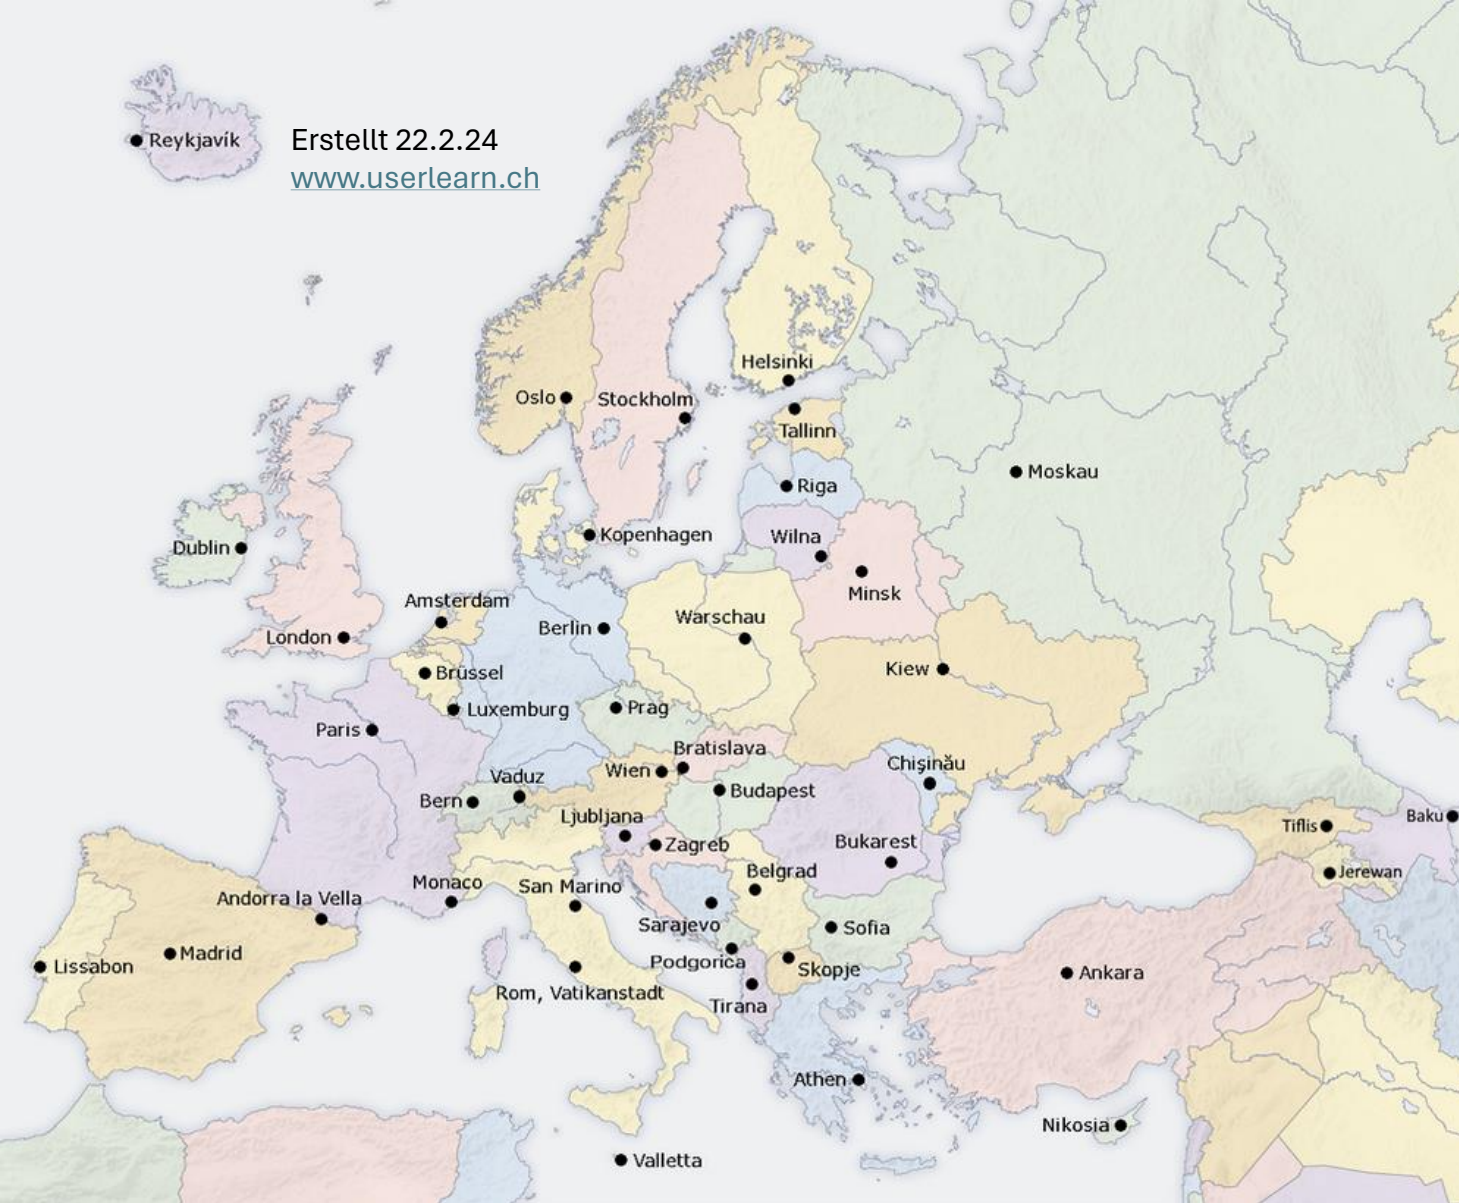 Reykjavík
Erstellt 22.2.24
www.userlearn.ch
Helsinki
Oslo
Stockholm
Tallinn
Moskau
Riga
Kopenhagen
Wilna
Dublin
Minsk
Amsterdam
Warschau
Berlin
London
Kiew
Brüssel
Luxemburg
Prag
Paris
Bratislava
Chişinău
Wien
Vaduz
Budapest
Bern
Ljubljana
Baku
Tiflis
Zagreb
Bukarest
Belgrad
Jerewan
Monaco
San Marino
Andorra la Vella
Sarajevo
Sofia
Madrid
Podgorica
Lissabon
Skopje
Ankara
Rom, Vatikanstadt
Tirana
Athen
Nikosia
Valletta